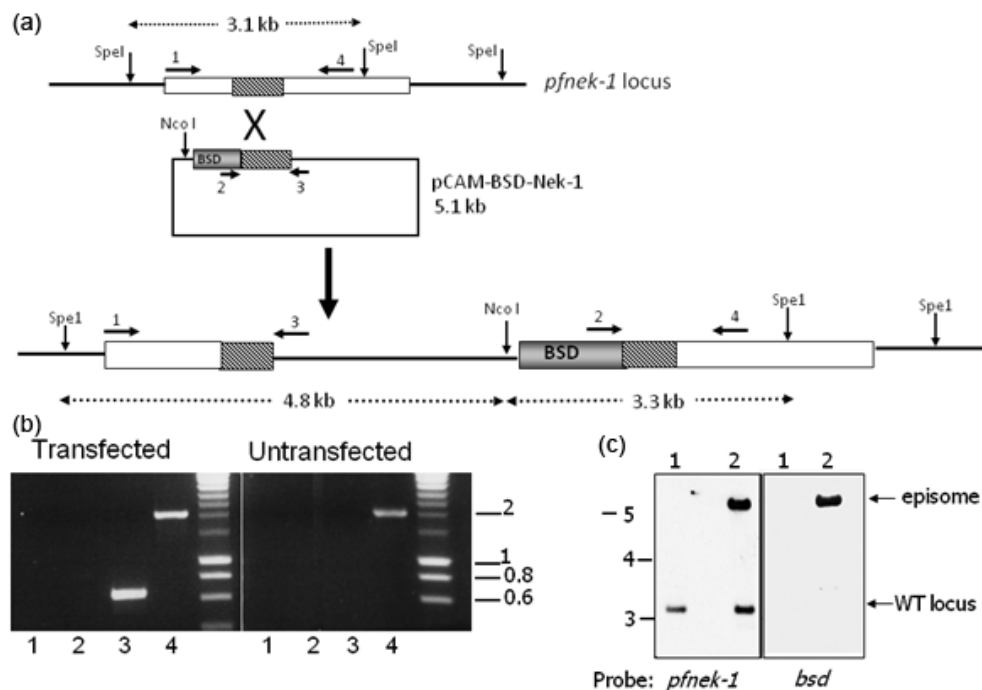 (a)
3.1 kb
SpeI
1
4
SpeI
SpeI
pfnek-1 locus
X
Nco I
BSD
2
3
pCAM-BSD-Nek-1
5.1 kb
Spe1
1
3
Nco I
2
4
Spe1
Spe1
BSD
4.8 kb
3.3 kb
(b)
Transfected
Untransfected
2
1
0.8
0.6
1 2 3 4
1 2 3 4
(c)
1 2 1 2
5
4
3
episome
WT locus
Probe: pfnek-1 bsd